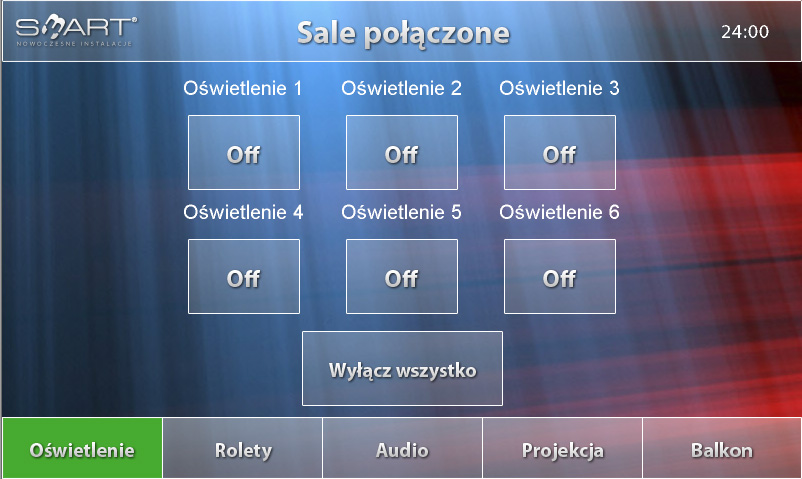 SMART®
NOWOCZESNE INSTALACJE
Sale połączone
24:00
Oświetlenie 1 Oświetlenie 2 Oświetlenie 3
Off Off Off
Oświetlenie 4 Oświetlenie 5 Oświetlenie 6
Off Off Off
Wyłącz wszystko
Oświetlenie Rolety Audio Projekcja Balkon